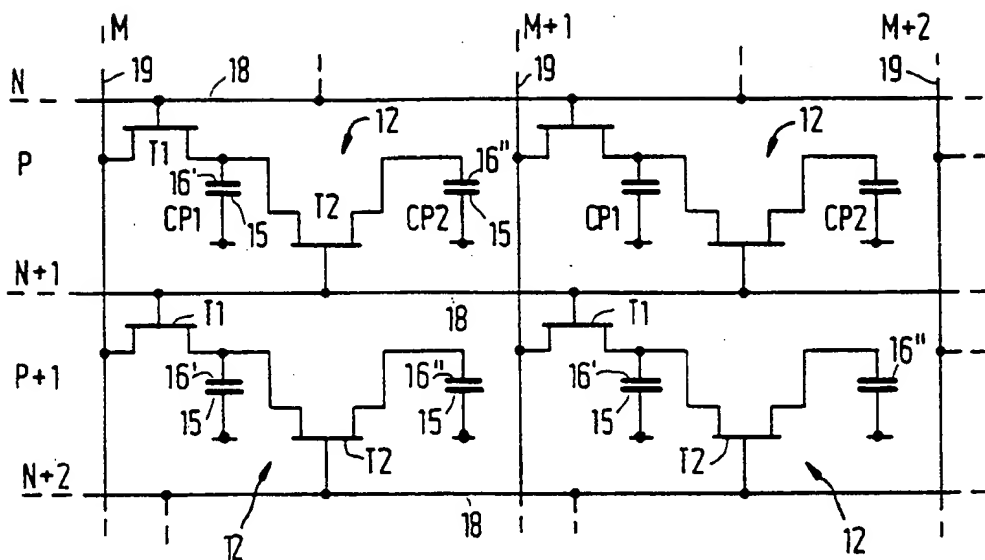 M M+1 M+2
N 19 18 19 19
12 12
P T1 16' T2 16"
CP1 15 CP2 15 CP1 CP2
N+1
T1 18 T1
P+1 16' 16" 16' 16"
15 15 15
T2 T2
N+2
12 18 12